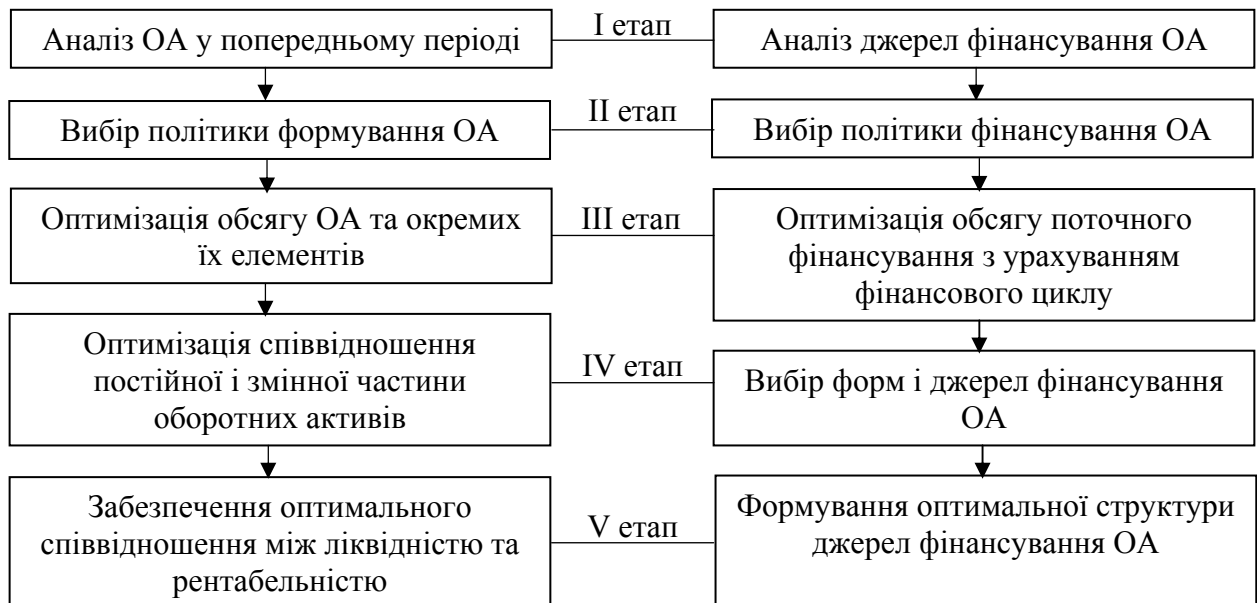 Аналіз ОА у попередньому періоді
I етап
Аналіз джерел фінансування ОА
Вибір політики формування ОА
II етап
Вибір політики фінансування ОА
Оптимізація обсягу ОА та окремих
їх елементів
III етап
Оптимізація обсягу поточного
фінансування з урахуванням
фінансового циклу
Оптимізація співвідношення
постійної і змінної частини
оборотних активів
IV етап
Вибір форм і джерел фінансування
ОА
Забезпечення оптимального
співвідношення між ліквідністю та
рентабельністю
V етап
Формування оптимальної структури
джерел фінансування ОА